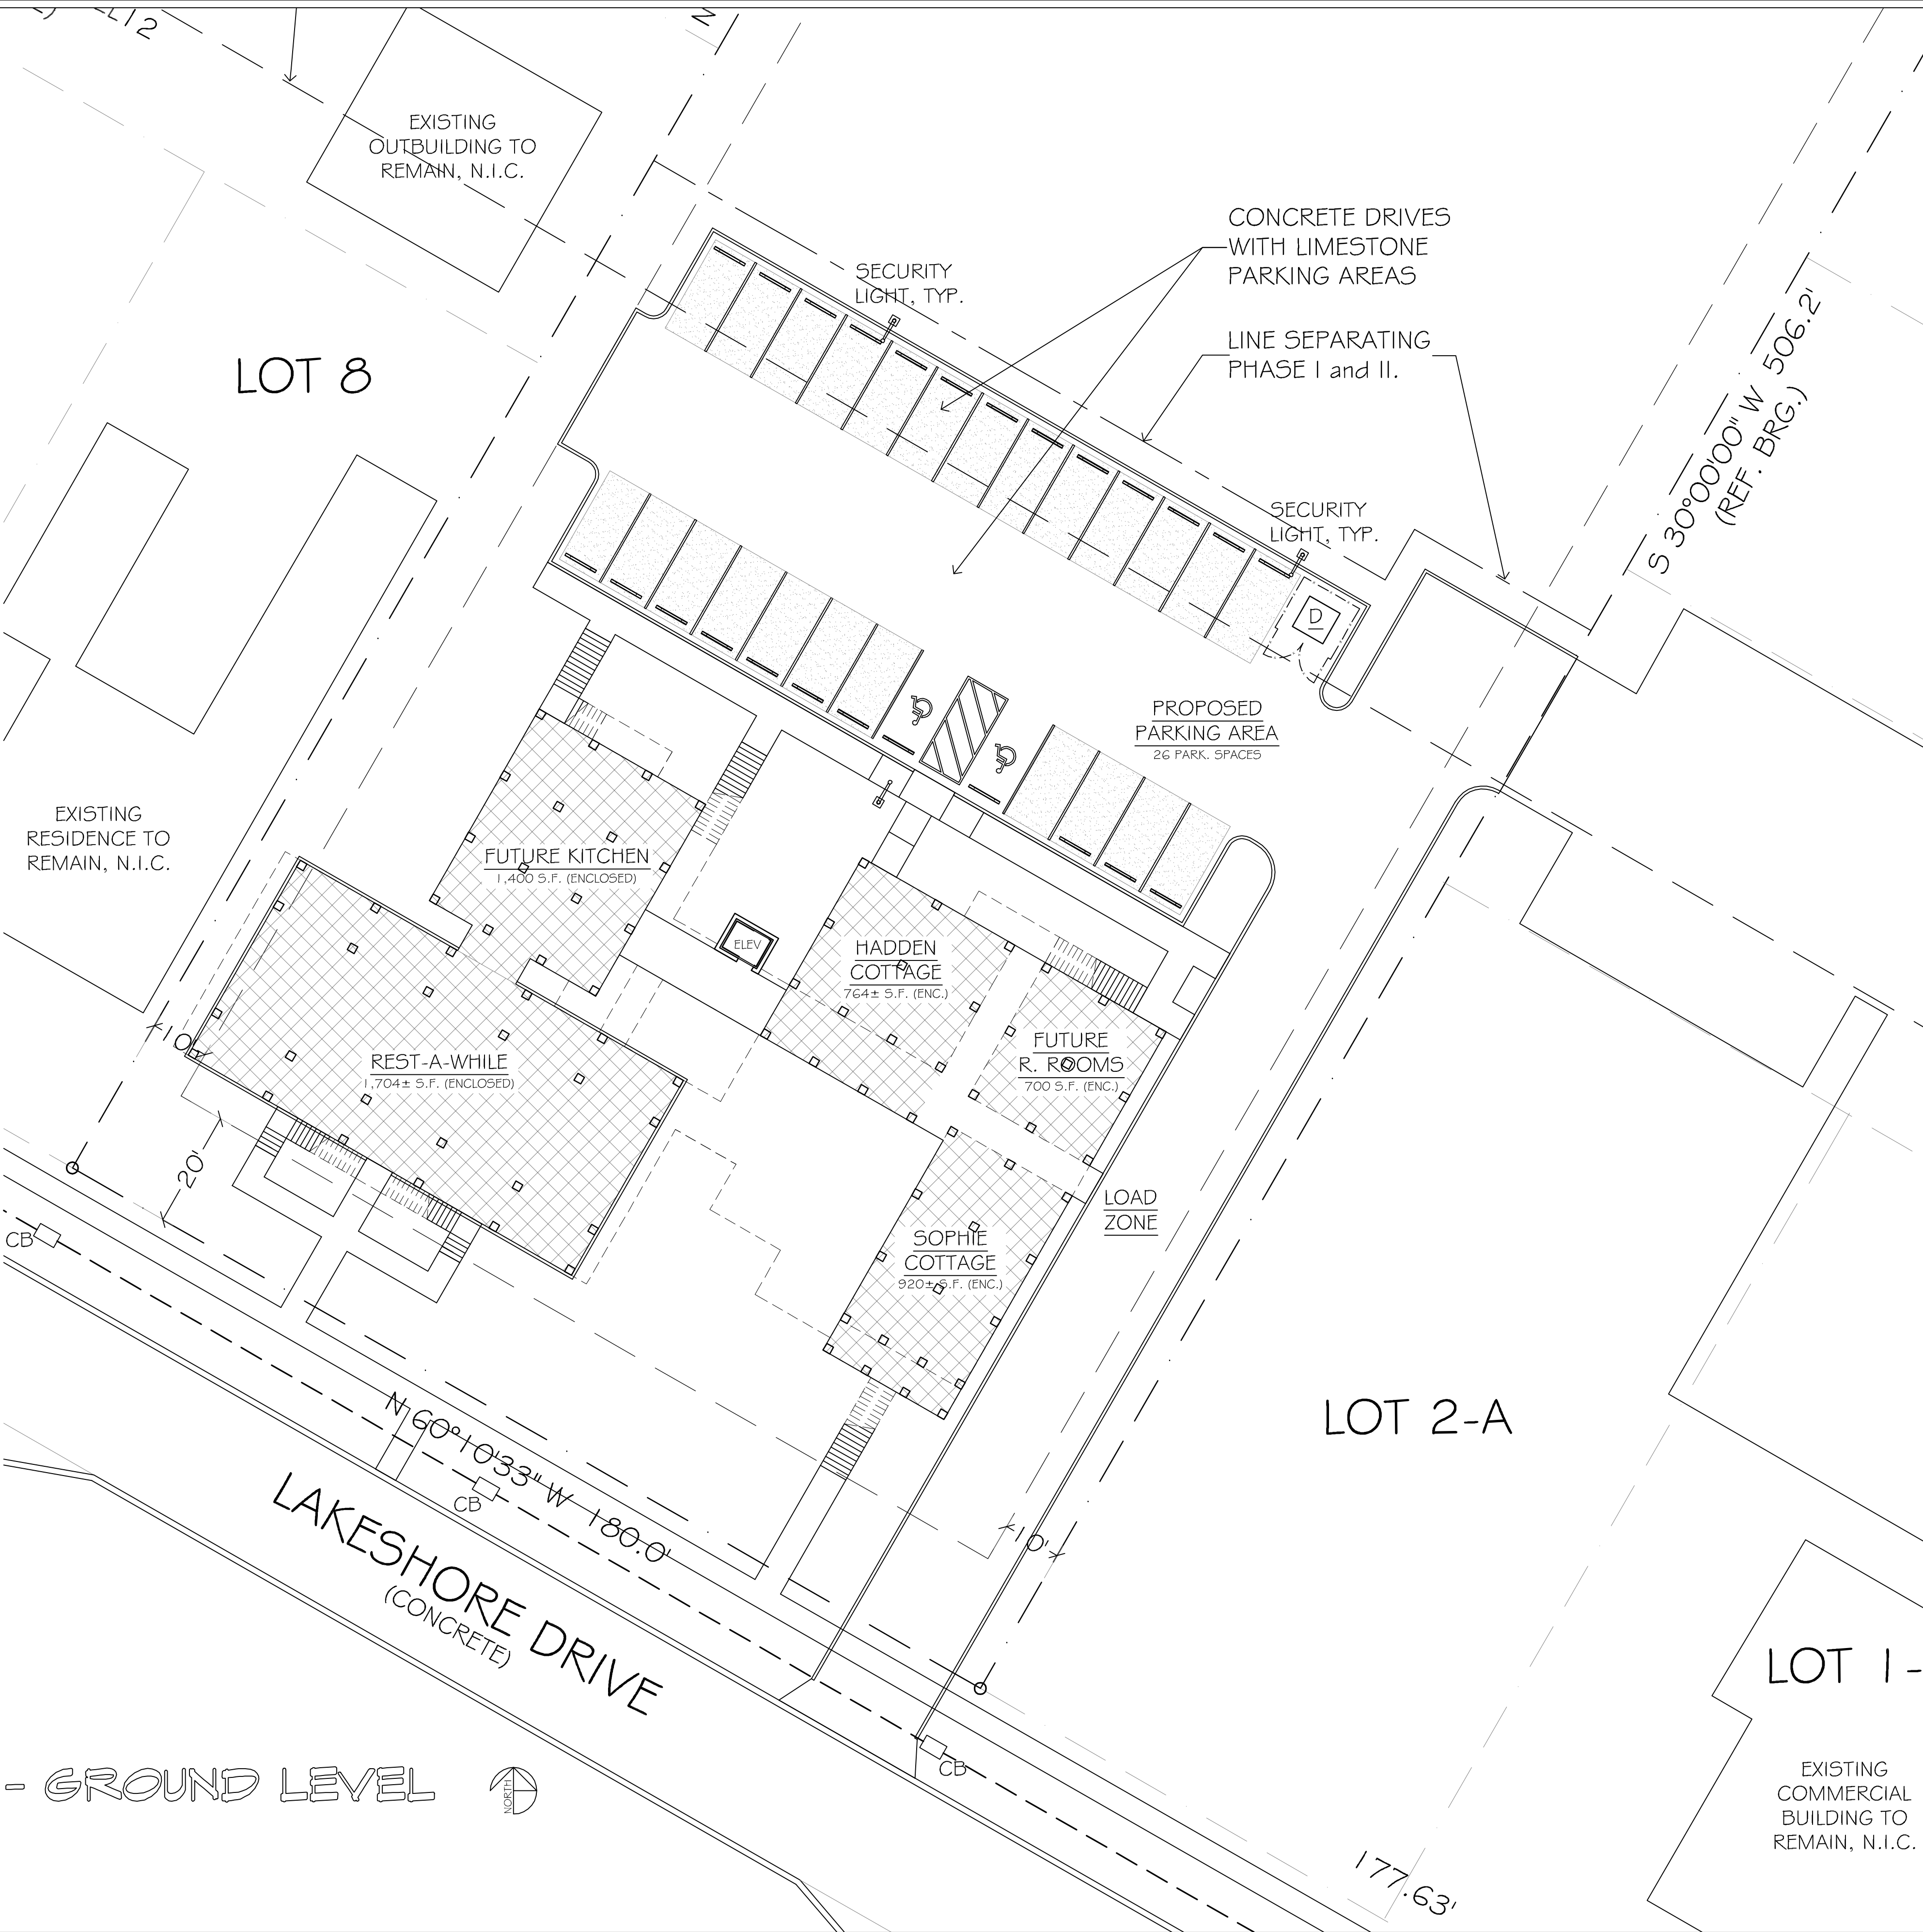 EXISTING
OUTBUILDING TO
REMAIN, N.I.C.
CONCRETE DRIVES
WITH LIMESTONE
PARKING AREAS
SECURITY
LIGHT, TYP.
LINE SEPARATING
PHASE I and II.
S 30°00'00" W 506.2'
(REF. BRG.)
LOT 8
SECURITY
LIGHT, TYP.
D
PROPOSED
PARKING AREA
26 PARK. SPACES
EXISTING
RESIDENCE TO
REMAIN, N.I.C.
FUTURE KITCHEN
1,400 S.F. (ENCLOSED)
ELEV
HADDEN
COTTAGE
764± S.F. (ENC.)
FUTURE
R. ROOMS
700 S.F. (ENC.)
10'
REST-A-WHILE
1,704± S.F. (ENCLOSED)
20'
LOAD
ZONE
SOPHIE
COTTAGE
920± S.F. (ENC.)
CB
LOT 2-A
N 60°10'33" W 180.0'
CB
10'
LAKESHORE DRIVE
(CONCRETE)
LOT 1-
CB
- GROUND LEVEL
NORTH
EXISTING
COMMERCIAL
BUILDING TO
REMAIN, N.I.C.
177.63'